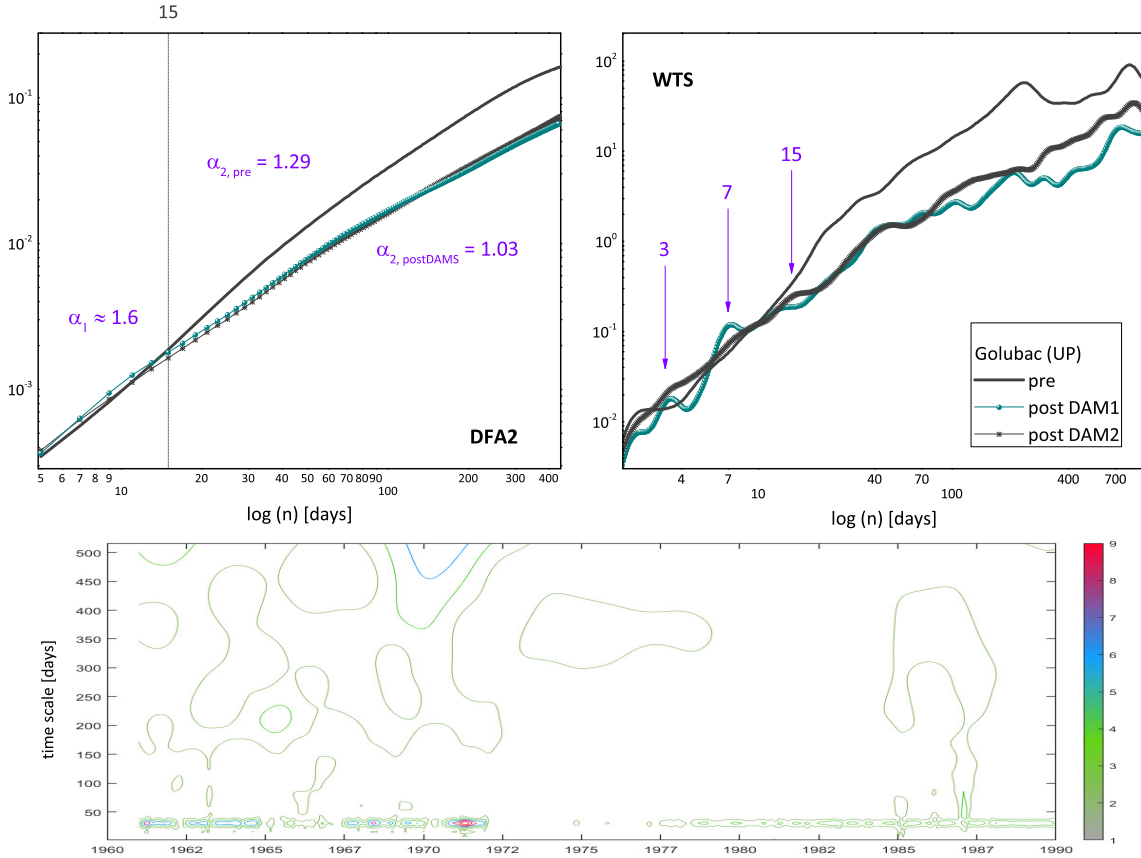 15
10⁻¹
10⁻²
10⁻³
α₂, pre = 1.29
α₂, postDAMS = 1.03
α₁ ≈ 1.6
DFA2
5 6 7 8 9 20 30 40 50 60 70 80 90 200 300 400
10 100
log (n) [days]
WTS
10²
10¹
10⁰
10⁻¹
10⁻²
3
7
15
Golubac (UP)
pre
post DAM1
post DAM2
4 7 40 70 400 700
10 100
log (n) [days]
time scale [days]
500
450
400
350
300
250
200
150
100
50
1960 1962 1965 1967 1970 1972 1975 1977 1980 1982 1985 1987 1990
9
8
7
6
5
4
3
2
1